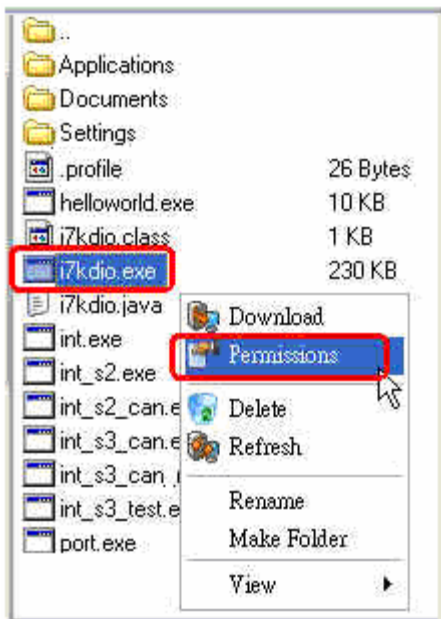 ..
Applications
Documents
Settings
.profile 26 Bytes
helloworld.exe 10 KB
i7kdio.class 1 KB
i7kdio.exe 230 KB
i7kdio.java
Download
int.exe
Permissions
int_s2.exe
int_s2_can.e
Delete
int_s3_can.e
Refresh
int_s3_can
int_s3_test.e
Rename
port.exe
Make Folder
View